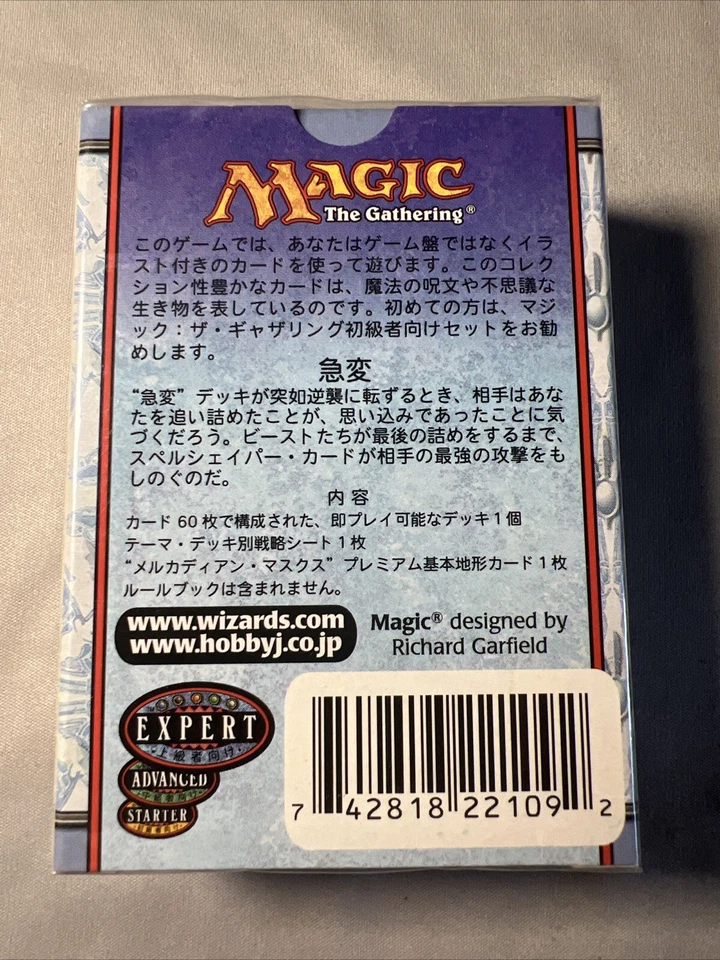 MAGIC
The Gathering®
このゲームでは、あなたはゲーム盤ではなくイラ
スト付きのカードを使って遊びます。このコレク
ション性豊かなカードは、魔法の呪文や不思議な
生き物を表しているのです。初めての方は、マジ
ック：ザ・ギャザリング初級者向けセットをお勧
めします。
急変
“急変” デッキが突如逆襲に転ずるとき、相手はあな
たを追い詰めたことが、思い込みであったことに気
づくだろう。ビーストたちが最後の詰めをするまで、
スペルシェイパー・カードが相手の最強の攻撃をも
しのぐのだ。
内 容
カード 60 枚で構成された、即プレイ可能なデッキ 1 個
テーマ・デッキ別戦略シート 1 枚
“メルカディアン・マスクス” プレミアム基本地形カード 1 枚
ルールブックは含まれません。
www.wizards.com
www.hobbyj.co.jp
Magic® designed by
Richard Garfield
EXPERT
・上級者向け・
ADVANCED
中級者向け
STARTER
7 42818 22109 2